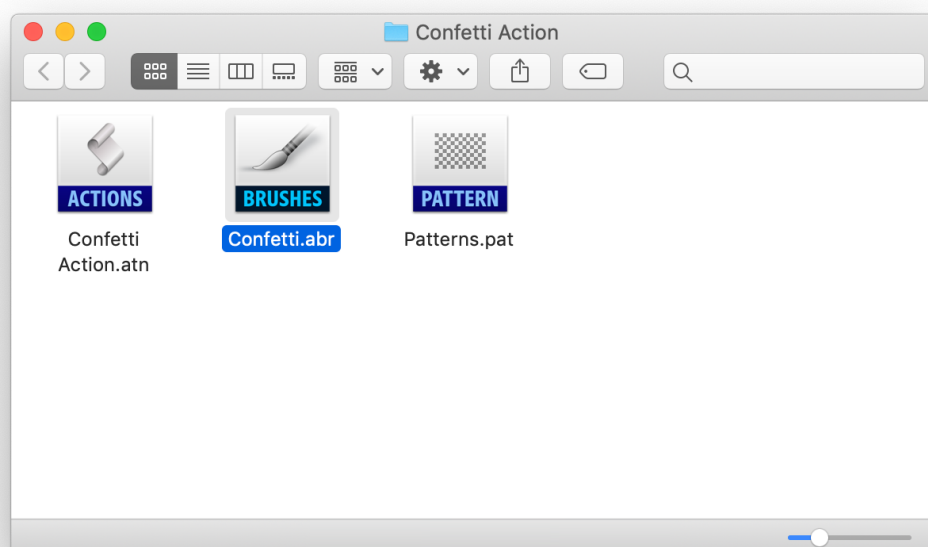 Confetti Action
ACTIONS
BRUSHES
PATTERN
Confetti
Action.atn
Confetti.abr
Patterns.pat